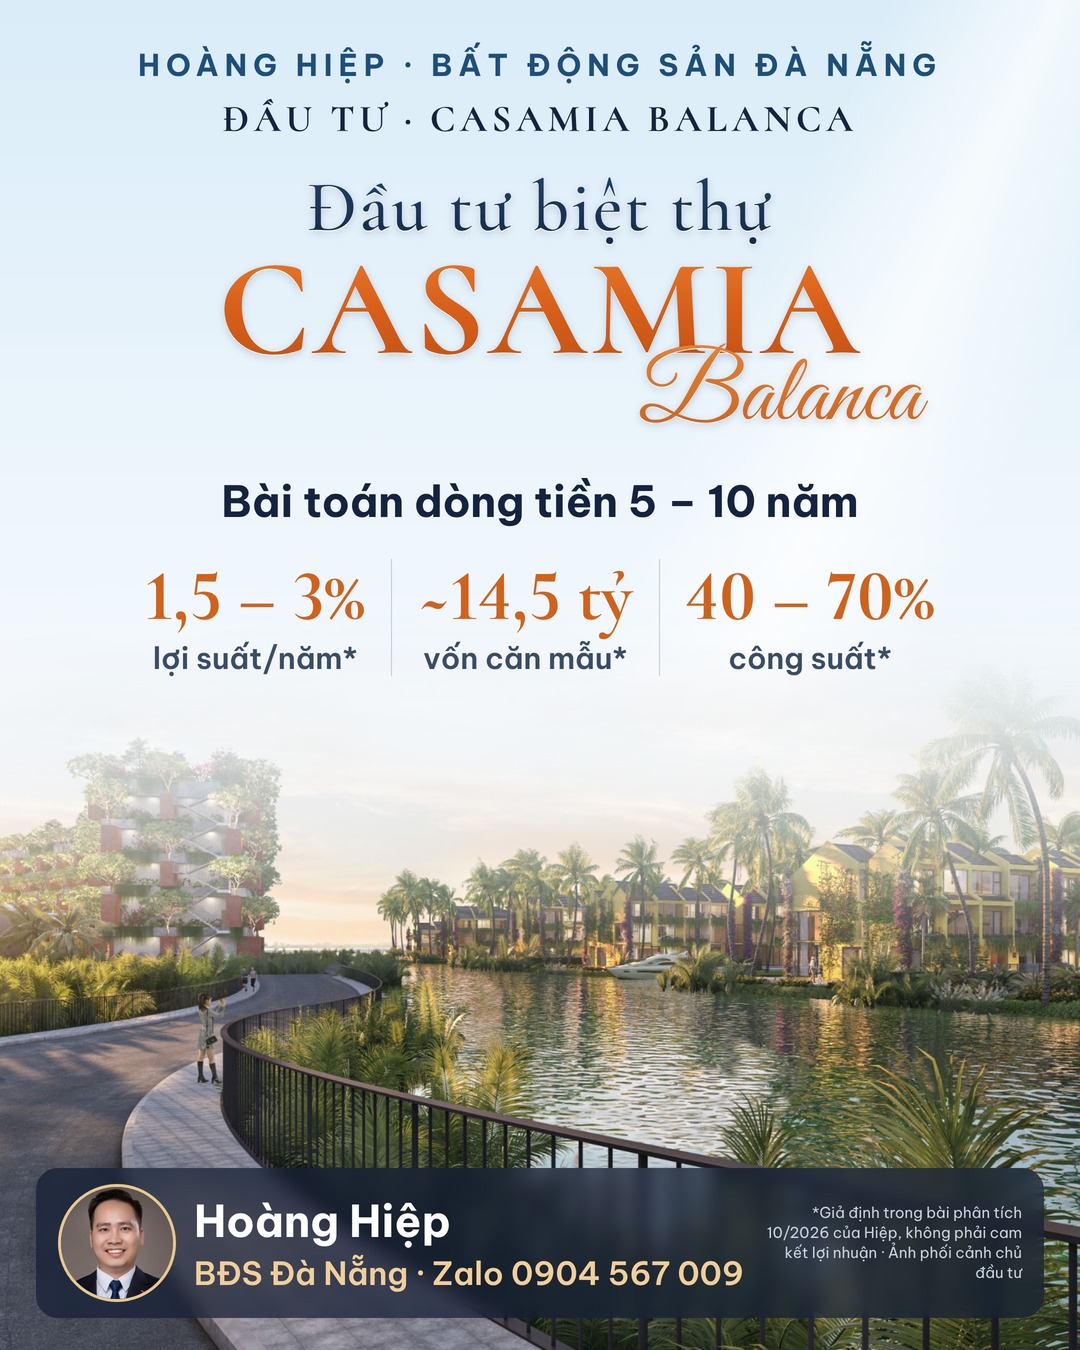 HOÀNG HIỆP · BẤT ĐỘNG SẢN ĐÀ NẴNG
ĐẦU TƯ · CASAMIA BALANCA
Đầu tư biệt thự
CASAMIA
Balanca
Bài toán dòng tiền 5 – 10 năm
1,5 – 3%
lợi suất/năm*
~14,5 tỷ
vốn căn mẫu*
40 – 70%
công suất*
Hoàng Hiệp
BĐS Đà Nẵng · Zalo 0904 567 009
*Giả định trong bài phân tích
10/2026 của Hiệp, không phải cam
kết lợi nhuận · Ảnh phối cảnh chủ
đầu tư